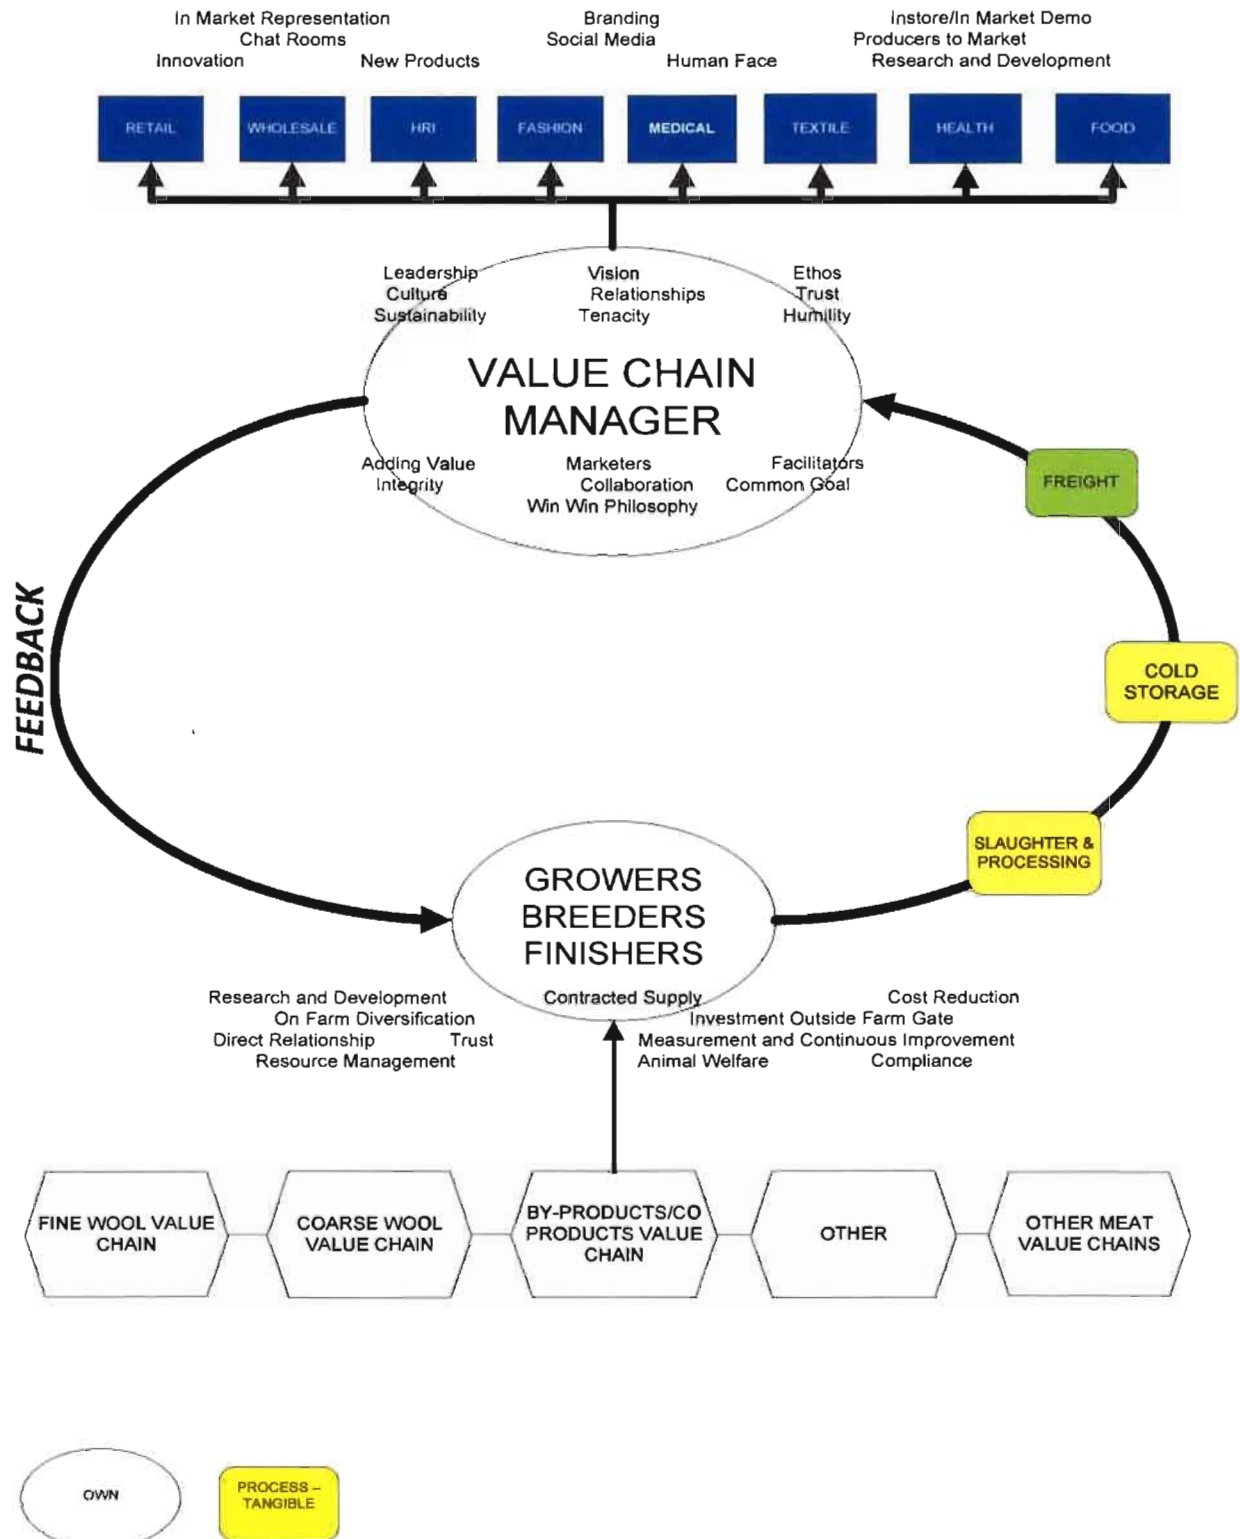 In Market Representation Branding Instore/In Market Demo
Chat Rooms Social Media Producers to Market
Innovation New Products Human Face Research and Development
RETAIL WHOLESALE HRI FASHION MEDICAL TEXTILE HEALTH FOOD
Leadership Vision Ethos
Culture Relationships Trust
Sustainability Tenacity Humility
VALUE CHAIN
MANAGER
Adding Value Marketers Facilitators
Integrity Collaboration Common Goal
Win Win Philosophy
FREIGHT
FEEDBACK
COLD
STORAGE
SLAUGHTER &
PROCESSING
GROWERS
BREEDERS
FINISHERS
Research and Development Contracted Supply Cost Reduction
On Farm Diversification Investment Outside Farm Gate
Direct Relationship Trust Measurement and Continuous Improvement
Resource Management Animal Welfare Compliance
FINE WOOL VALUE
CHAIN
COARSE WOOL
VALUE CHAIN
BY-PRODUCTS/CO
PRODUCTS VALUE
CHAIN
OTHER
OTHER MEAT
VALUE CHAINS
OWN
PROCESS –
TANGIBLE